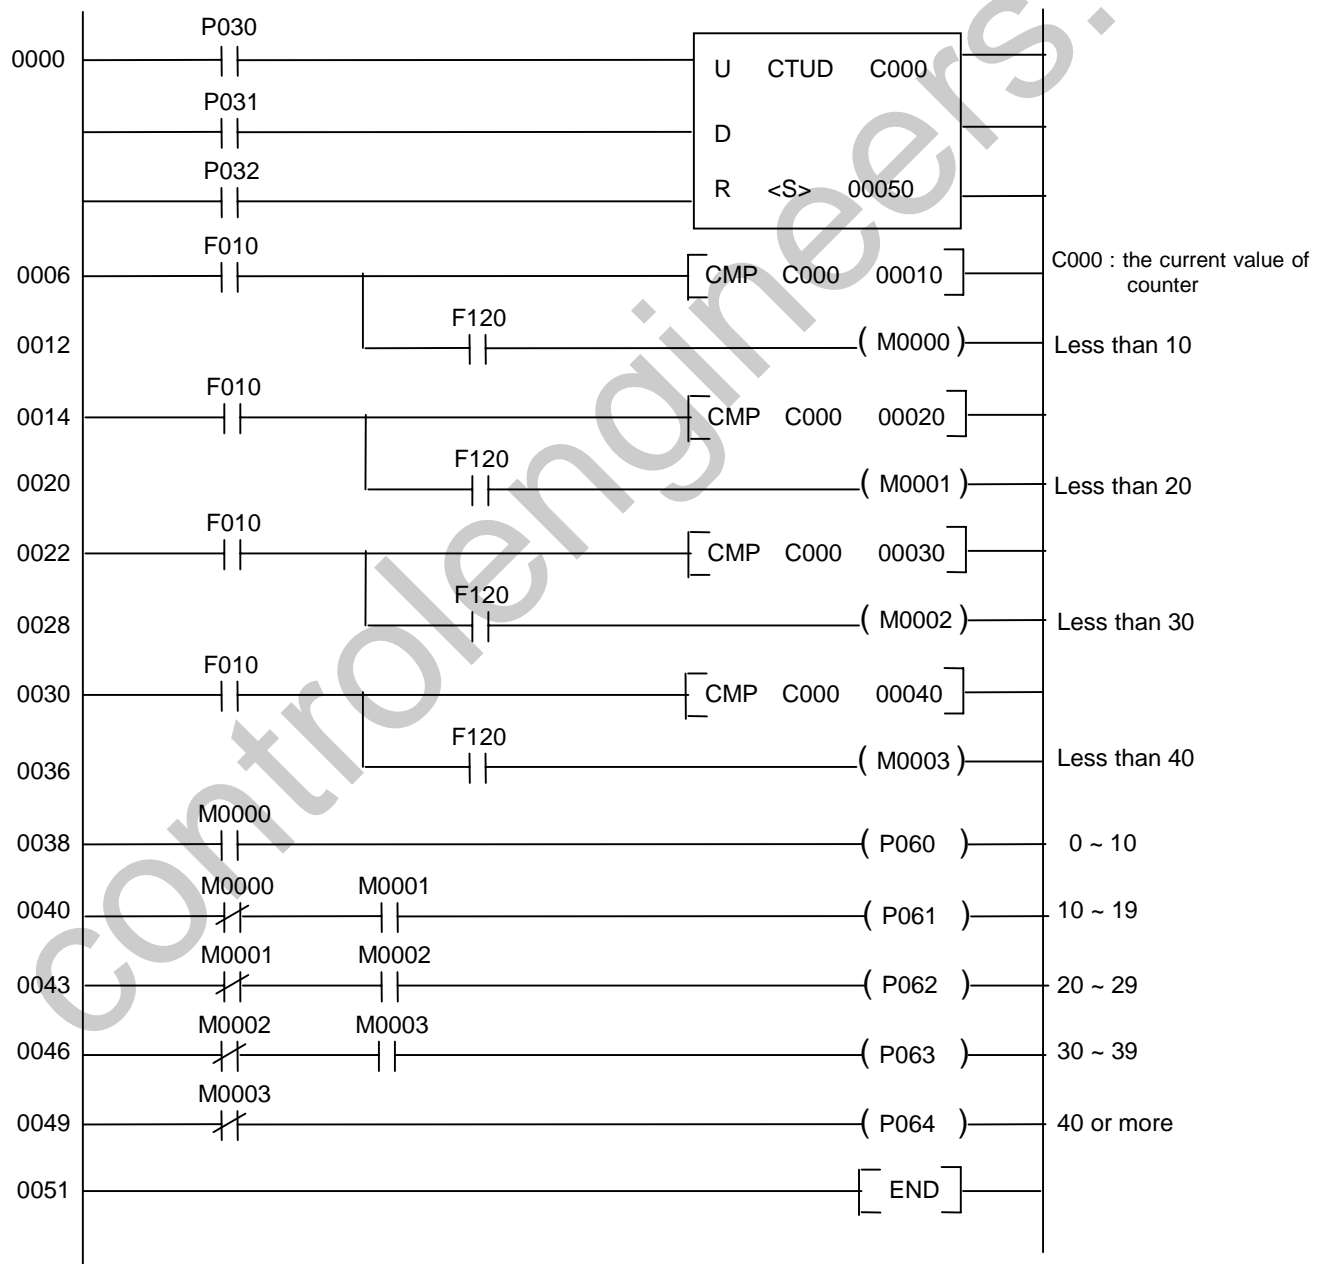 P030
0000 U CTUD C000
P031
D
P032
R <S> 00050
F010
0006 CMP C000 00010 C000 : the current value of
counter
F120
0012 ( M0000 ) Less than 10
F010
0014 CMP C000 00020
F120
0020 ( M0001 ) Less than 20
F010
0022 CMP C000 00030
F120
0028 ( M0002 ) Less than 30
F010
0030 CMP C000 00040
F120
0036 ( M0003 ) Less than 40
M0000
0038 ( P060 ) 0 ~ 10
M0000 M0001
0040 ( P061 ) 10 ~ 19
M0001 M0002
0043 ( P062 ) 20 ~ 29
M0002 M0003
0046 ( P063 ) 30 ~ 39
M0003
0049 ( P064 ) 40 or more
0051 END
controlengineers.